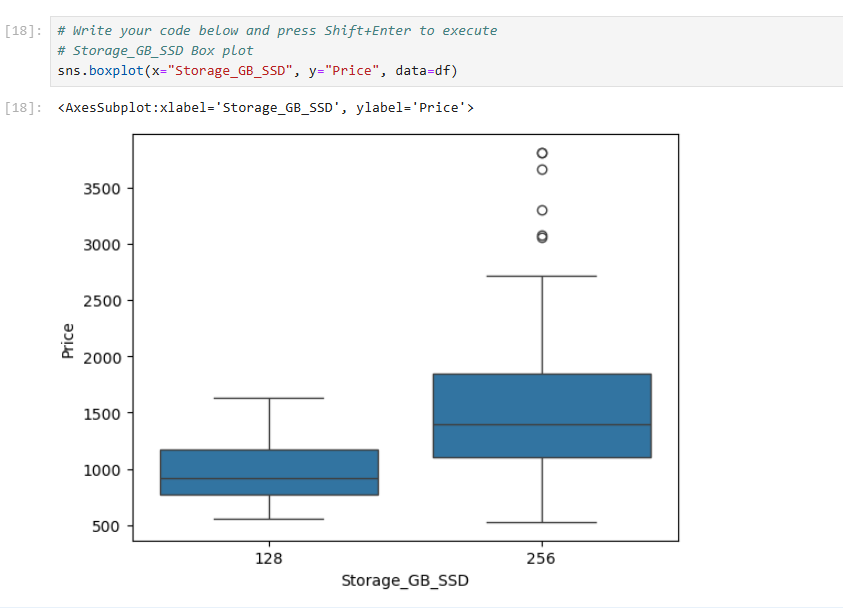 [18]: # Write your code below and press Shift+Enter to execute
# Storage_GB_SSD Box plot
sns.boxplot(x="Storage_GB_SSD", y="Price", data=df)
[18]: <AxesSubplot:xlabel='Storage_GB_SSD', ylabel='Price'>
3500
3000
2500
2000
1500
1000
500
Price
128 256
Storage_GB_SSD